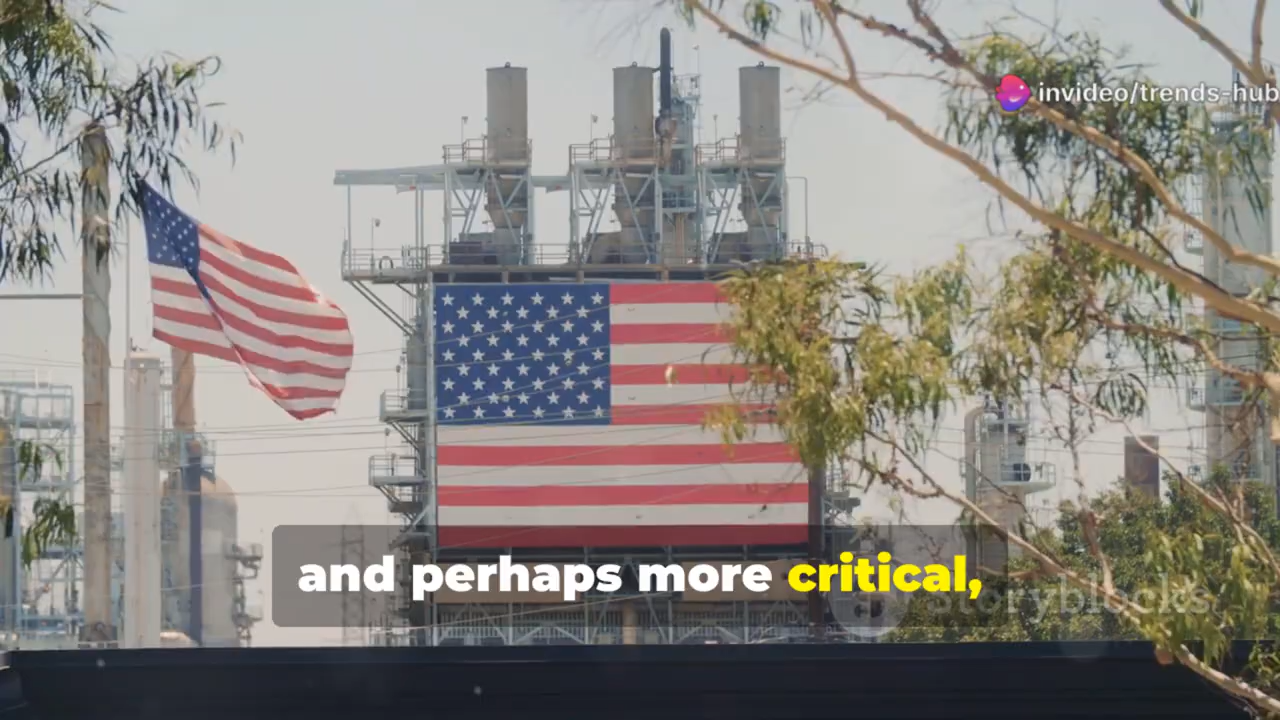 invideo/trends-hub
and perhaps more critical,
Storyblocks